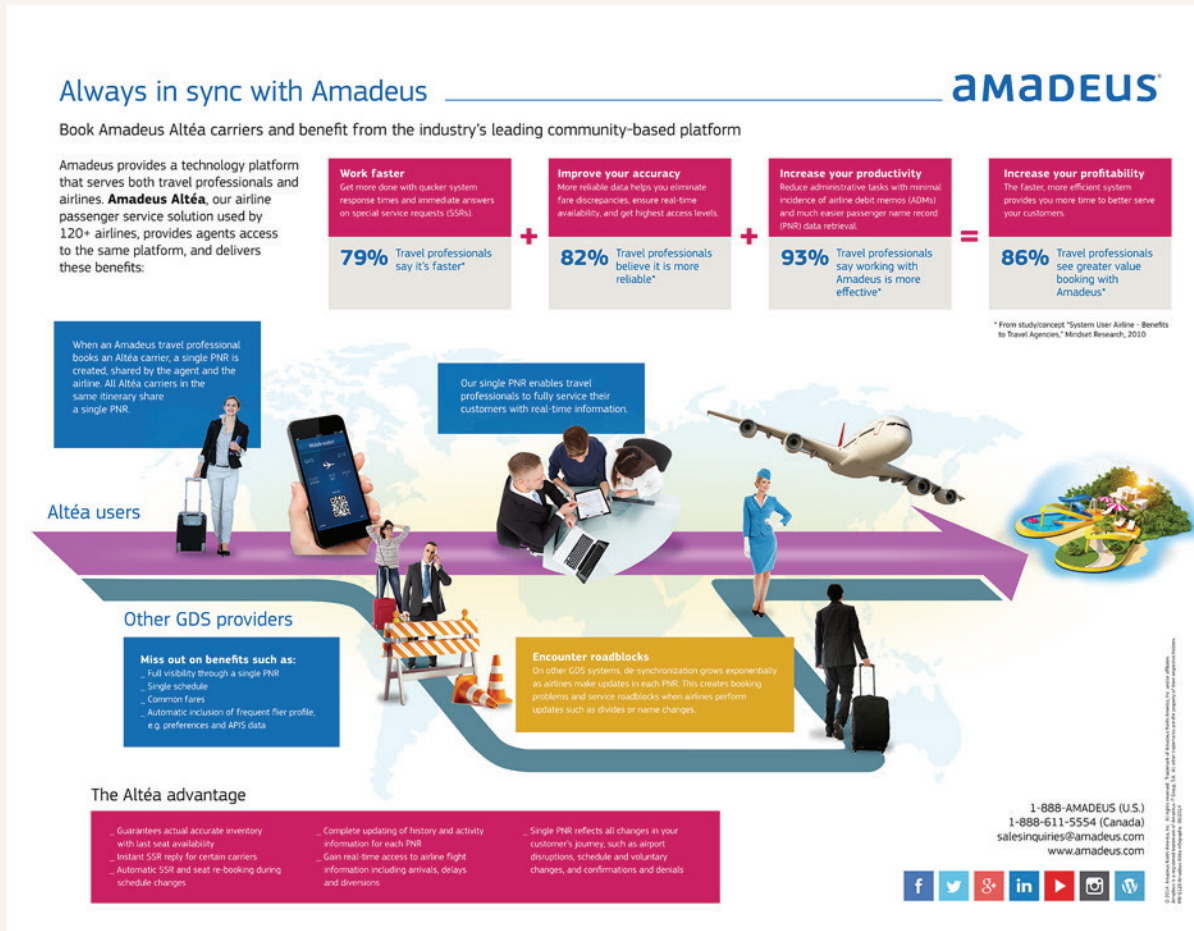 Always in sync with Amadeus
aMaDEUS
Book Amadeus Altéa carriers and benefit from the industry's leading community-based platform
Amadeus provides a technology platform
that serves both travel professionals and
airlines. Amadeus Altéa, our airline
passenger service solution used by
120+ airlines, provides agents access
to the same platform, and delivers
these benefits:
Work faster
Get more done with quicker system
response times and immediate answers
on special service requests (SSRs).
79% Travel professionals
say it's faster*
+
Improve your accuracy
More reliable data helps you eliminate
fare discrepancies, ensure real-time
availability, and get highest access levels.
82% Travel professionals
believe it is more
reliable*
+
Increase your productivity
Reduce administrative tasks with minimal
incidence of airline debit memos (ADMs)
and much easier passenger name record
(PNR) data retrieval.
93% Travel professionals
say working with
Amadeus is more
effective*
=
Increase your profitability
The faster, more efficient system
provides you more time to better serve
your customers.
86% Travel professionals
see greater value
booking with
Amadeus*
* From study/concept "System User Airline - Benefits
to Travel Agencies," Mindset Research, 2010
When an Amadeus travel professional
books an Altéa carrier, a single PNR is
created, shared by the agent and the
airline. All Altéa carriers in the
same itinerary share
a single PNR.
Our single PNR enables travel
professionals to fully service their
customers with real-time information.
Altéa users
Other GDS providers
Miss out on benefits such as:
_ Full visibility through a single PNR
_ Single schedule
_ Common fares
_ Automatic inclusion of frequent flier profile,
e.g. preferences and APIS data
Encounter roadblocks
On other GDS systems, de-synchronization grows exponentially
as airlines make updates in each PNR. This creates booking
problems and service roadblocks when airlines perform
updates such as divides or name changes.
The Altéa advantage
_ Guarantees actual accurate inventory
with last seat availability
_ Instant SSR reply for certain carriers
_ Automatic SSR and seat re-booking during
schedule changes
_ Complete updating of history and activity
information for each PNR
_ Gain real-time access to airline flight
information including arrivals, delays
and diversions
_ Single PNR reflects all changes in your
customer's journey, such as airport
disruptions, schedule and voluntary
changes, and confirmations and denials
1-888-AMADEUS (U.S.)
1-888-611-5554 (Canada)
salesinquiries@amadeus.com
www.amadeus.com